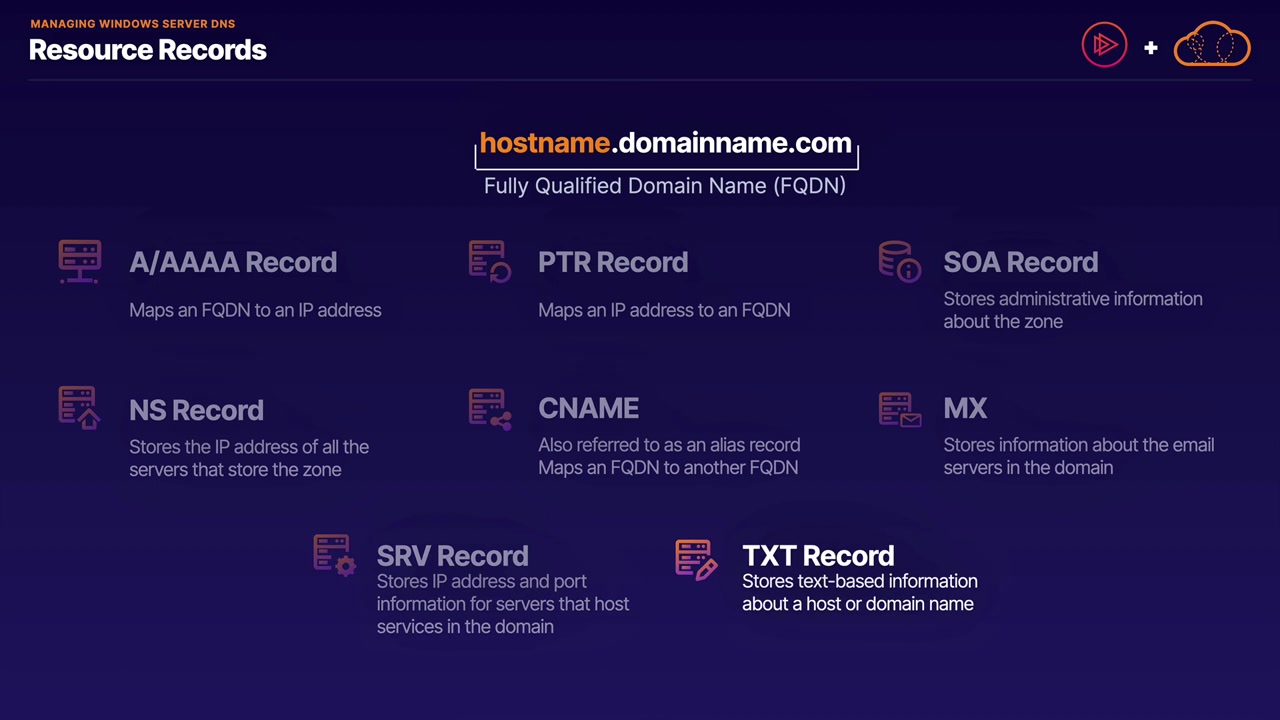 MANAGING WINDOWS SERVER DNS
Resource Records
+
hostname.domainname.com
Fully Qualified Domain Name (FQDN)
A/AAAA Record
Maps an FQDN to an IP address
PTR Record
Maps an IP address to an FQDN
SOA Record
Stores administrative information
about the zone
NS Record
Stores the IP address of all the
servers that store the zone
CNAME
Also referred to as an alias record
Maps an FQDN to another FQDN
MX
Stores information about the email
servers in the domain
SRV Record
Stores IP address and port
information for servers that host
services in the domain
TXT Record
Stores text-based information
about a host or domain name